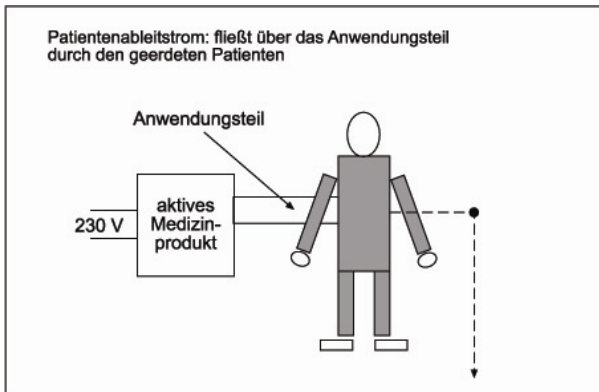 Patientenableitstrom: fließt über das Anwendungsteil
durch den geerdeten Patienten
Anwendungsteil
230 V
aktives
Medizin-
produkt